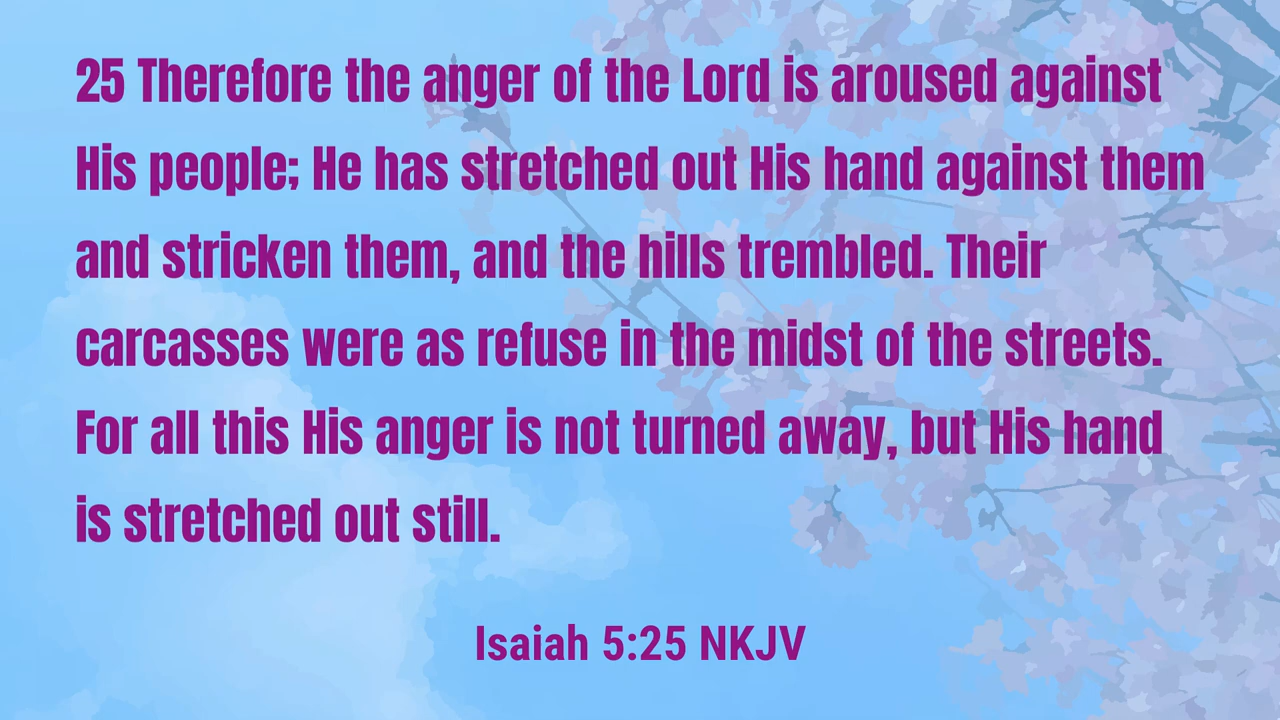 25 Therefore the anger of the Lord is aroused against
His people; He has stretched out His hand against them
and stricken them, and the hills trembled. Their
carcasses were as refuse in the midst of the streets.
For all this His anger is not turned away, but His hand
is stretched out still.
Isaiah 5:25 NKJV